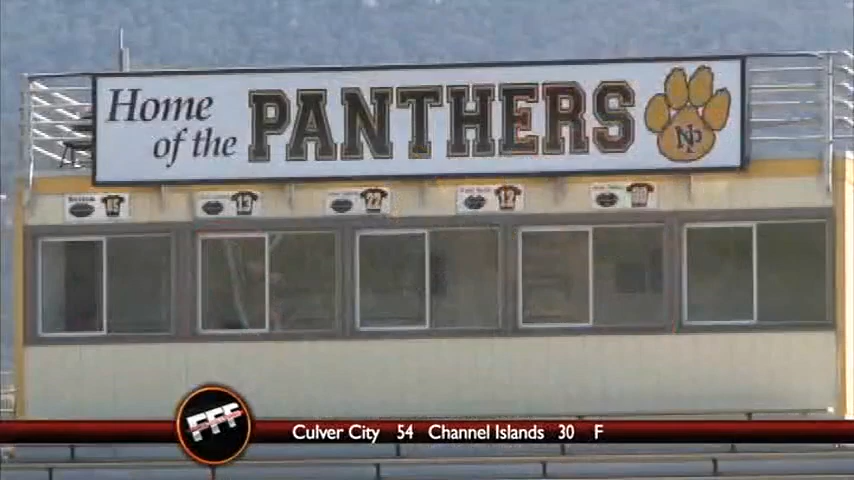 Home
of the
PANTHERS
NP
15
13
22
12
FFF
Culver City 54 Channel Islands 30 F